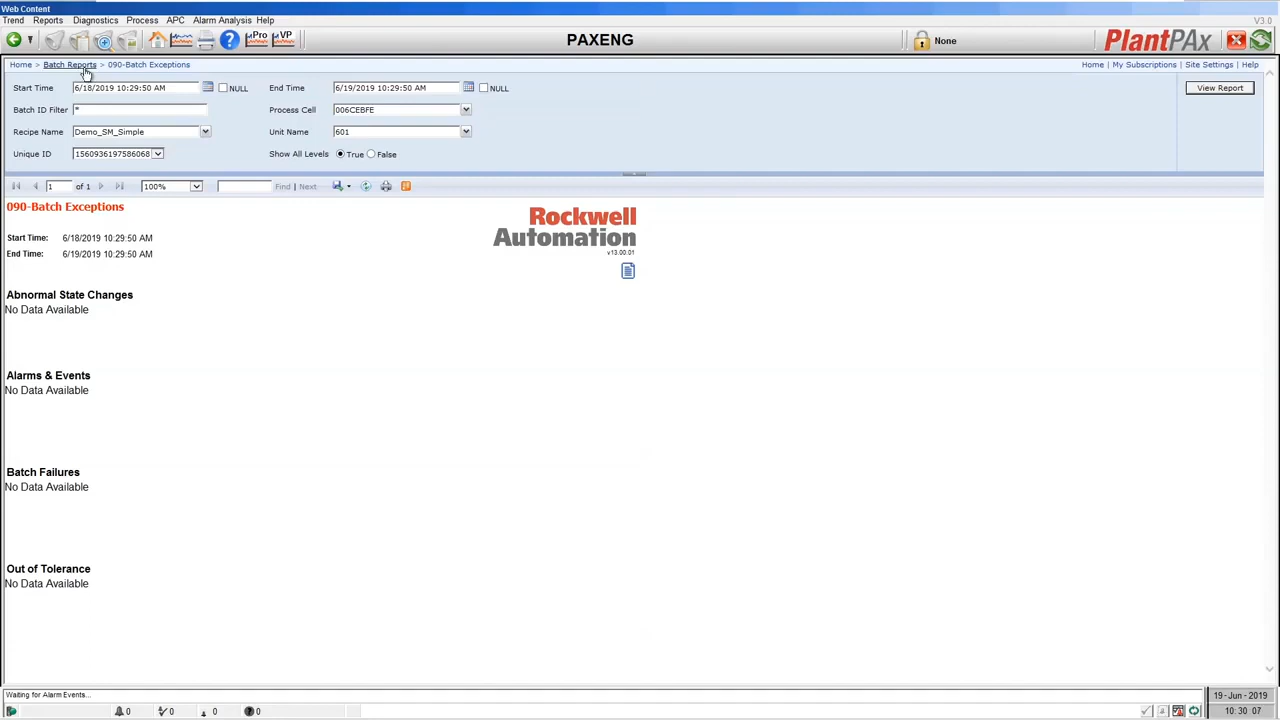 Web Content
Trend Reports Diagnostics Process APC Alarm Analysis Help V3.0
Pro VP PAXENG None PlantPAx
Home > Batch Reports > 090-Batch Exceptions Home | My Subscriptions | Site Settings | Help
Start Time 6/18/2019 10:29:50 AM NULL End Time 6/19/2019 10:29:50 AM NULL View Report
Batch ID Filter * Process Cell 006CEBFE
Recipe Name Demo_SM_Simple Unit Name 601
Unique ID 1560936197586068 Show All Levels True False
1 of 1 100% Find | Next
090-Batch Exceptions
Rockwell
Automation
Start Time: 6/18/2019 10:29:50 AM
End Time: 6/19/2019 10:29:50 AM
v13.00.01
Abnormal State Changes
No Data Available
Alarms & Events
No Data Available
Batch Failures
No Data Available
Out of Tolerance
No Data Available
Waiting for Alarm Events... 19-Jun-2019
0 0 0 0 10:30 07